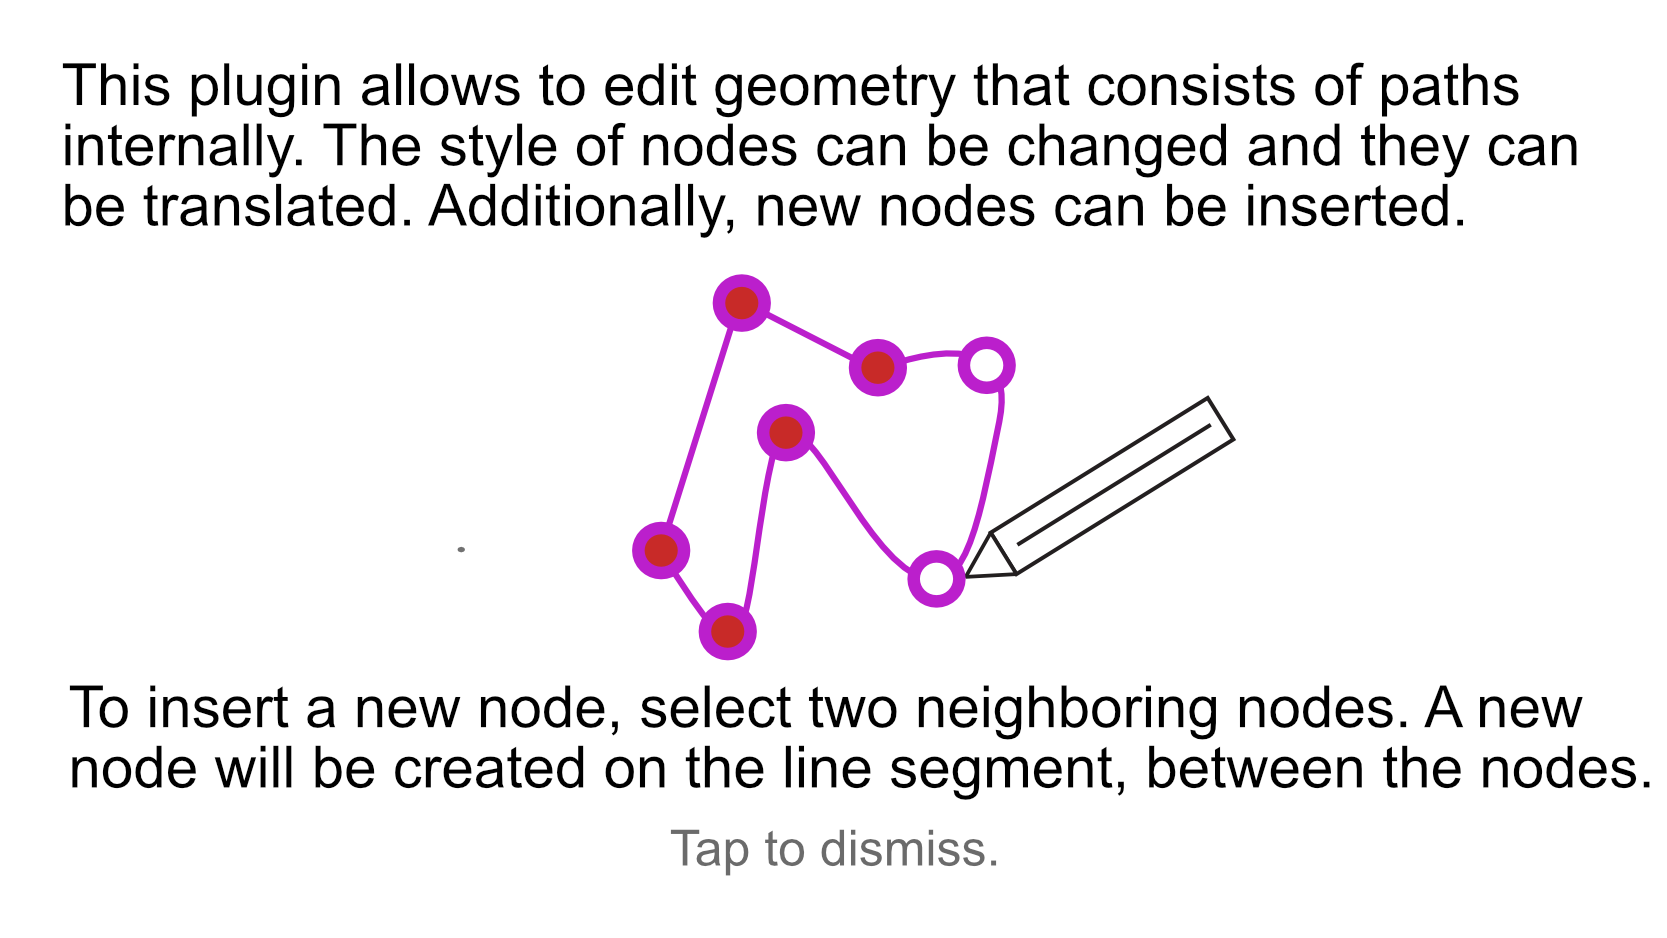 This plugin allows to edit geometry that consists of paths
internally. The style of nodes can be changed and they can
be translated. Additionally, new nodes can be inserted.
To insert a new node, select two neighboring nodes. A new
node will be created on the line segment, between the nodes.
Tap to dismiss.